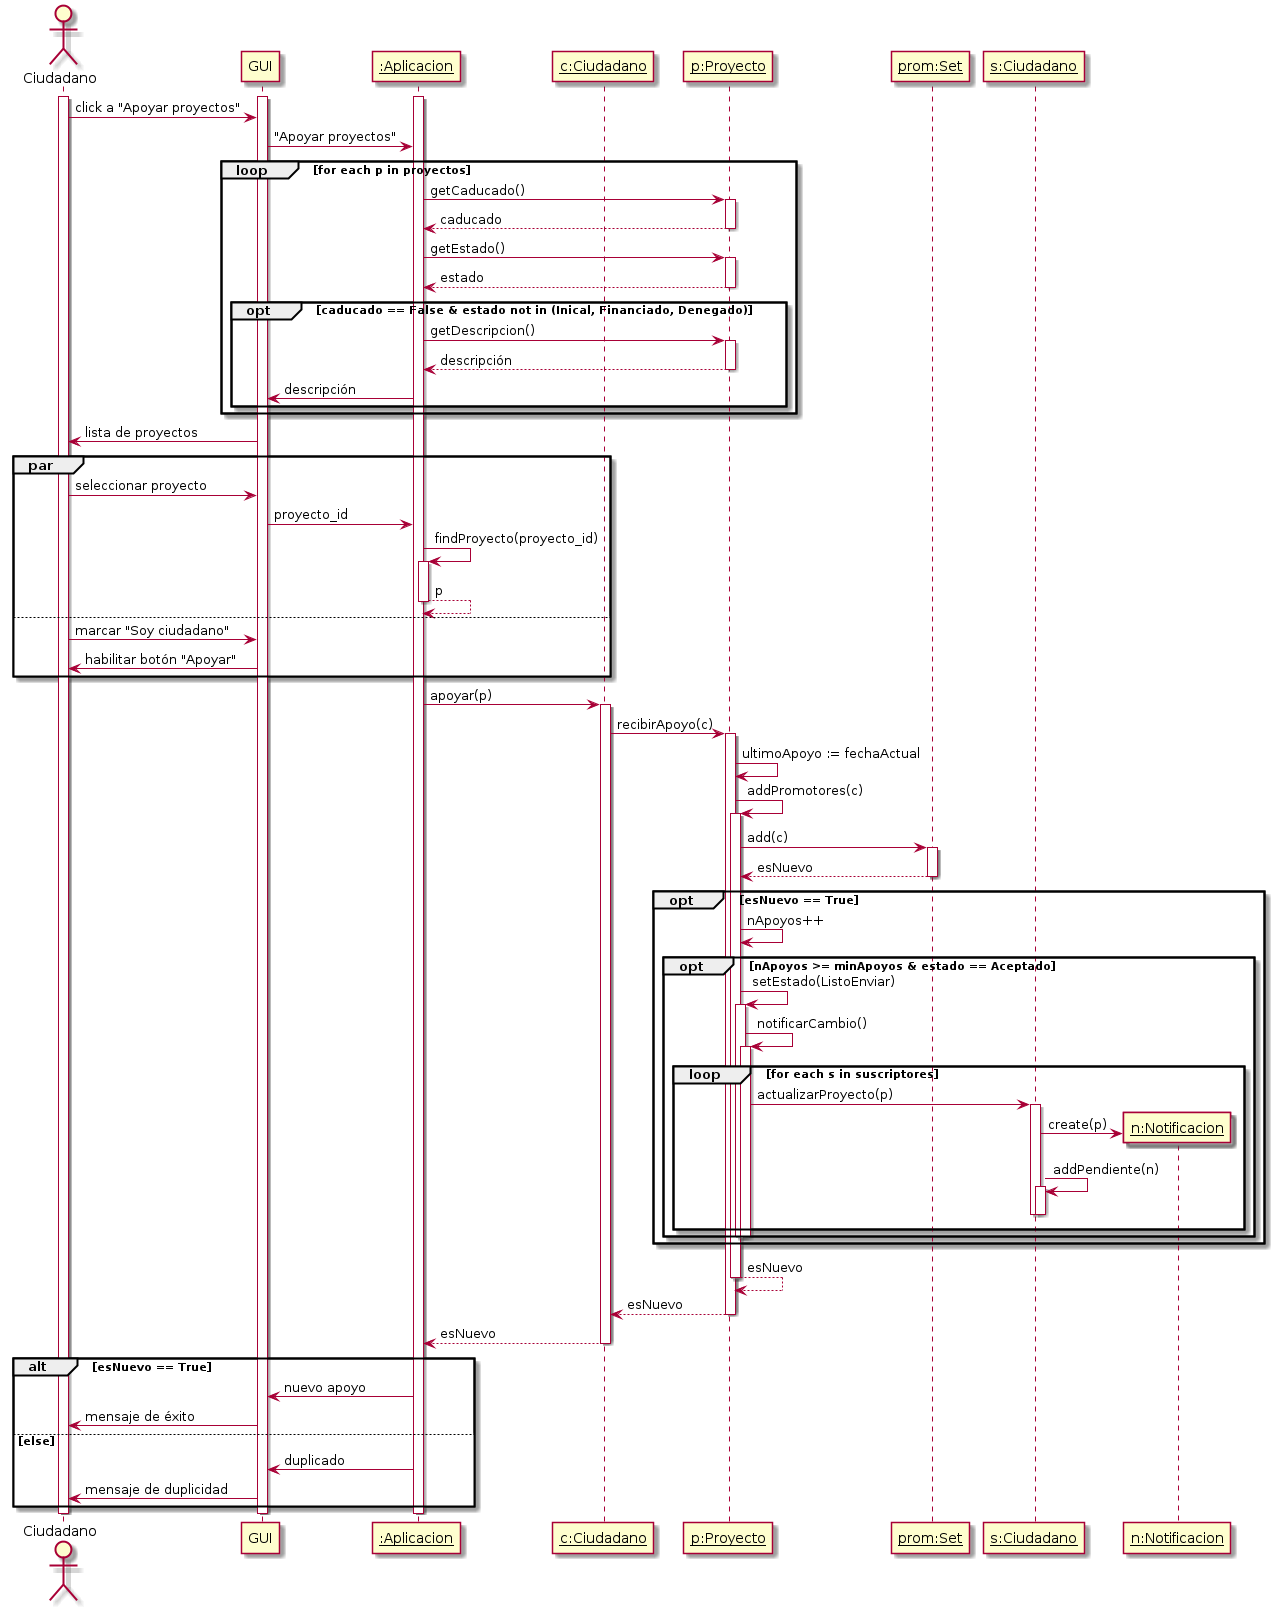 Ciudadano
GUI
:Aplicacion
c:Ciudadano
p:Proyecto
prom:Set
s:Ciudadano
click a "Apoyar proyectos"
"Apoyar proyectos"
loop [for each p in proyectos]
getCaducado()
caducado
getEstado()
estado
opt [caducado == False & estado not in (Inical, Financiado, Denegado)]
getDescripcion()
descripción
descripción
lista de proyectos
par
seleccionar proyecto
proyecto_id
findProyecto(proyecto_id)
p
marcar "Soy ciudadano"
habilitar botón "Apoyar"
apoyar(p)
recibirApoyo(c)
ultimoApoyo := fechaActual
addPromotores(c)
add(c)
esNuevo
opt [esNuevo == True]
nApoyos++
opt [nApoyos >= minApoyos & estado == Aceptado]
setEstado(ListoEnviar)
notificarCambio()
loop [for each s in suscriptores]
actualizarProyecto(p)
create(p)
n:Notificacion
addPendiente(n)
esNuevo
esNuevo
esNuevo
alt [esNuevo == True]
nuevo apoyo
mensaje de éxito
[else]
duplicado
mensaje de duplicidad
Ciudadano
GUI
:Aplicacion
c:Ciudadano
p:Proyecto
prom:Set
s:Ciudadano
n:Notificacion